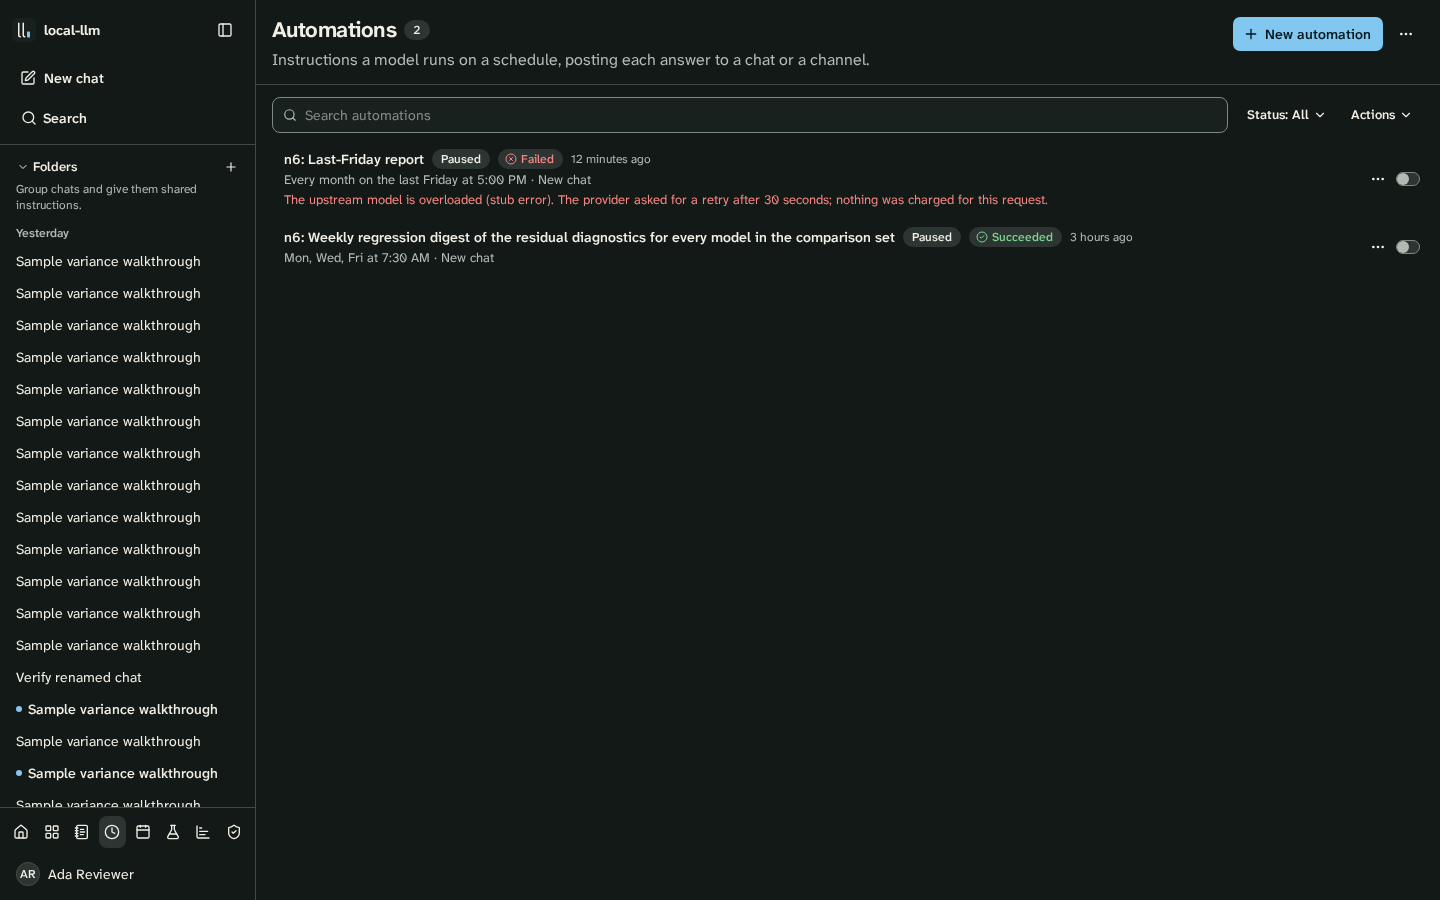 local-llm
New chat
Search
Folders
Group chats and give them shared
instructions.
Yesterday
Sample variance walkthrough
Sample variance walkthrough
Sample variance walkthrough
Sample variance walkthrough
Sample variance walkthrough
Sample variance walkthrough
Sample variance walkthrough
Sample variance walkthrough
Sample variance walkthrough
Sample variance walkthrough
Sample variance walkthrough
Sample variance walkthrough
Sample variance walkthrough
Verify renamed chat
Sample variance walkthrough
Sample variance walkthrough
Sample variance walkthrough
Sample variance walkthrough
AR Ada Reviewer
Automations 2
Instructions a model runs on a schedule, posting each answer to a chat or a channel.
New automation
Search automations
Status: All
Actions
n6: Last-Friday report Paused Failed 12 minutes ago
Every month on the last Friday at 5:00 PM · New chat
The upstream model is overloaded (stub error). The provider asked for a retry after 30 seconds; nothing was charged for this request.
n6: Weekly regression digest of the residual diagnostics for every model in the comparison set Paused Succeeded 3 hours ago
Mon, Wed, Fri at 7:30 AM · New chat